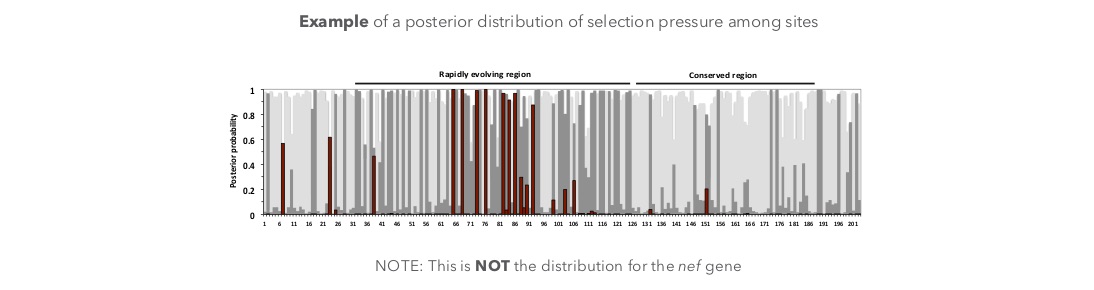 Example of a posterior distribution of selection pressure among sites
Rapidly evolving region
Conserved region
Posterior probability
1
0.8
0.6
0.4
0.2
0
1 6 11 16 21 26 31 36 41 46 51 56 61 66 71 76 81 86 91 96 101 106 111 116 121 126 131 136 141 146 151 156 161 166 171 176 181 186 191 196 201
NOTE: This is NOT the distribution for the nef gene